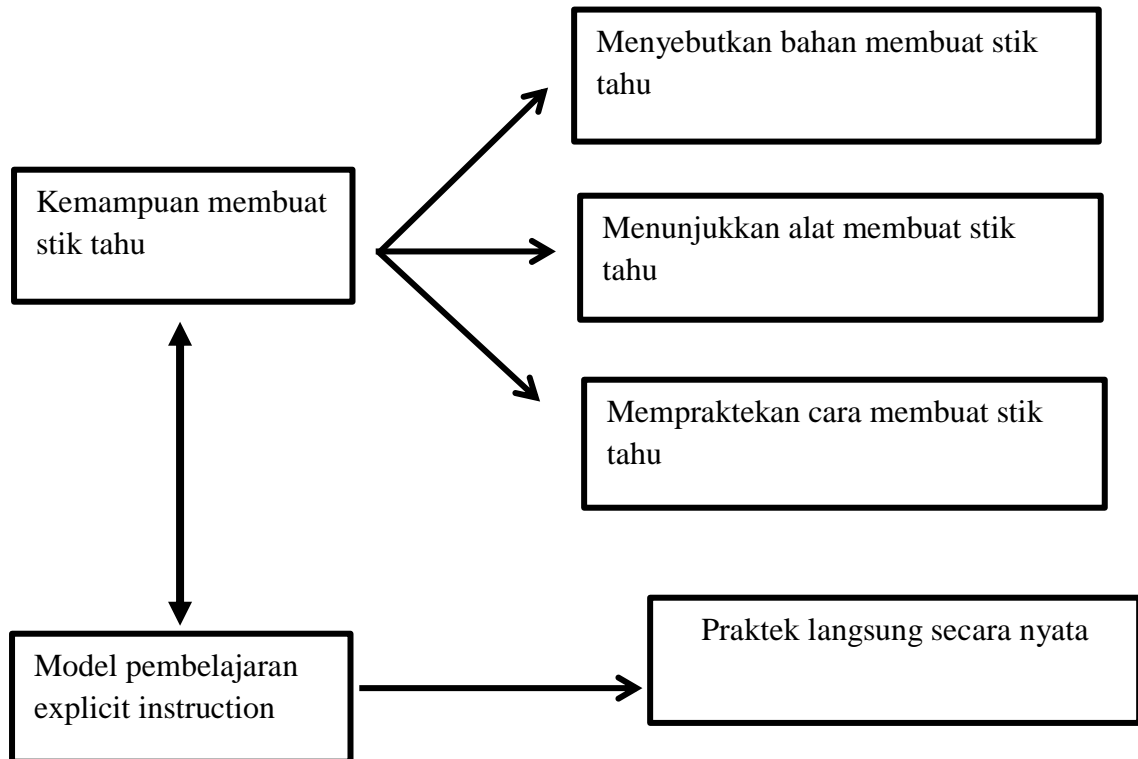 Menyebutkan bahan membuat stik
tahu
Kemampuan membuat
stik tahu
Menunjukkan alat membuat stik
tahu
Mempraktekan cara membuat stik
tahu
Model pembelajaran
explicit instruction
Praktek langsung secara nyata